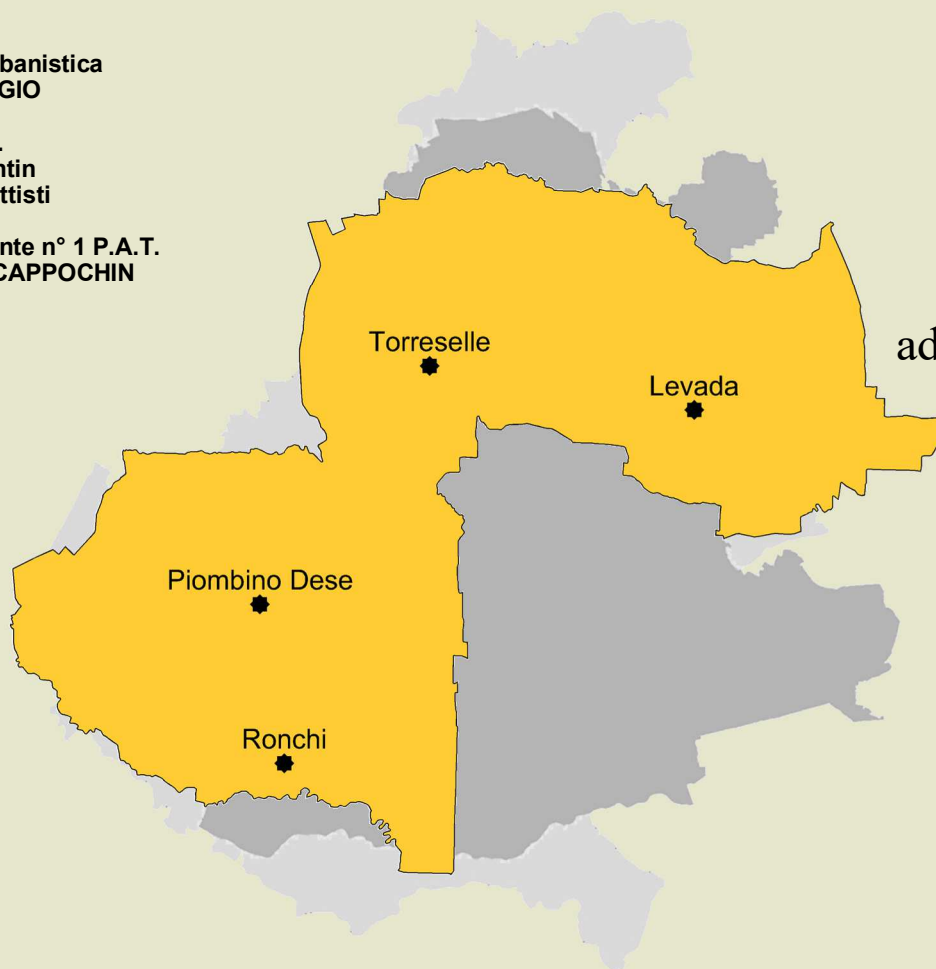 banistica
GIO
.
ntin
ttisti
nte n° 1 P.A.T.
CAPPOCHIN
Torreselle
ad
Levada
Piombino Dese
Ronchi